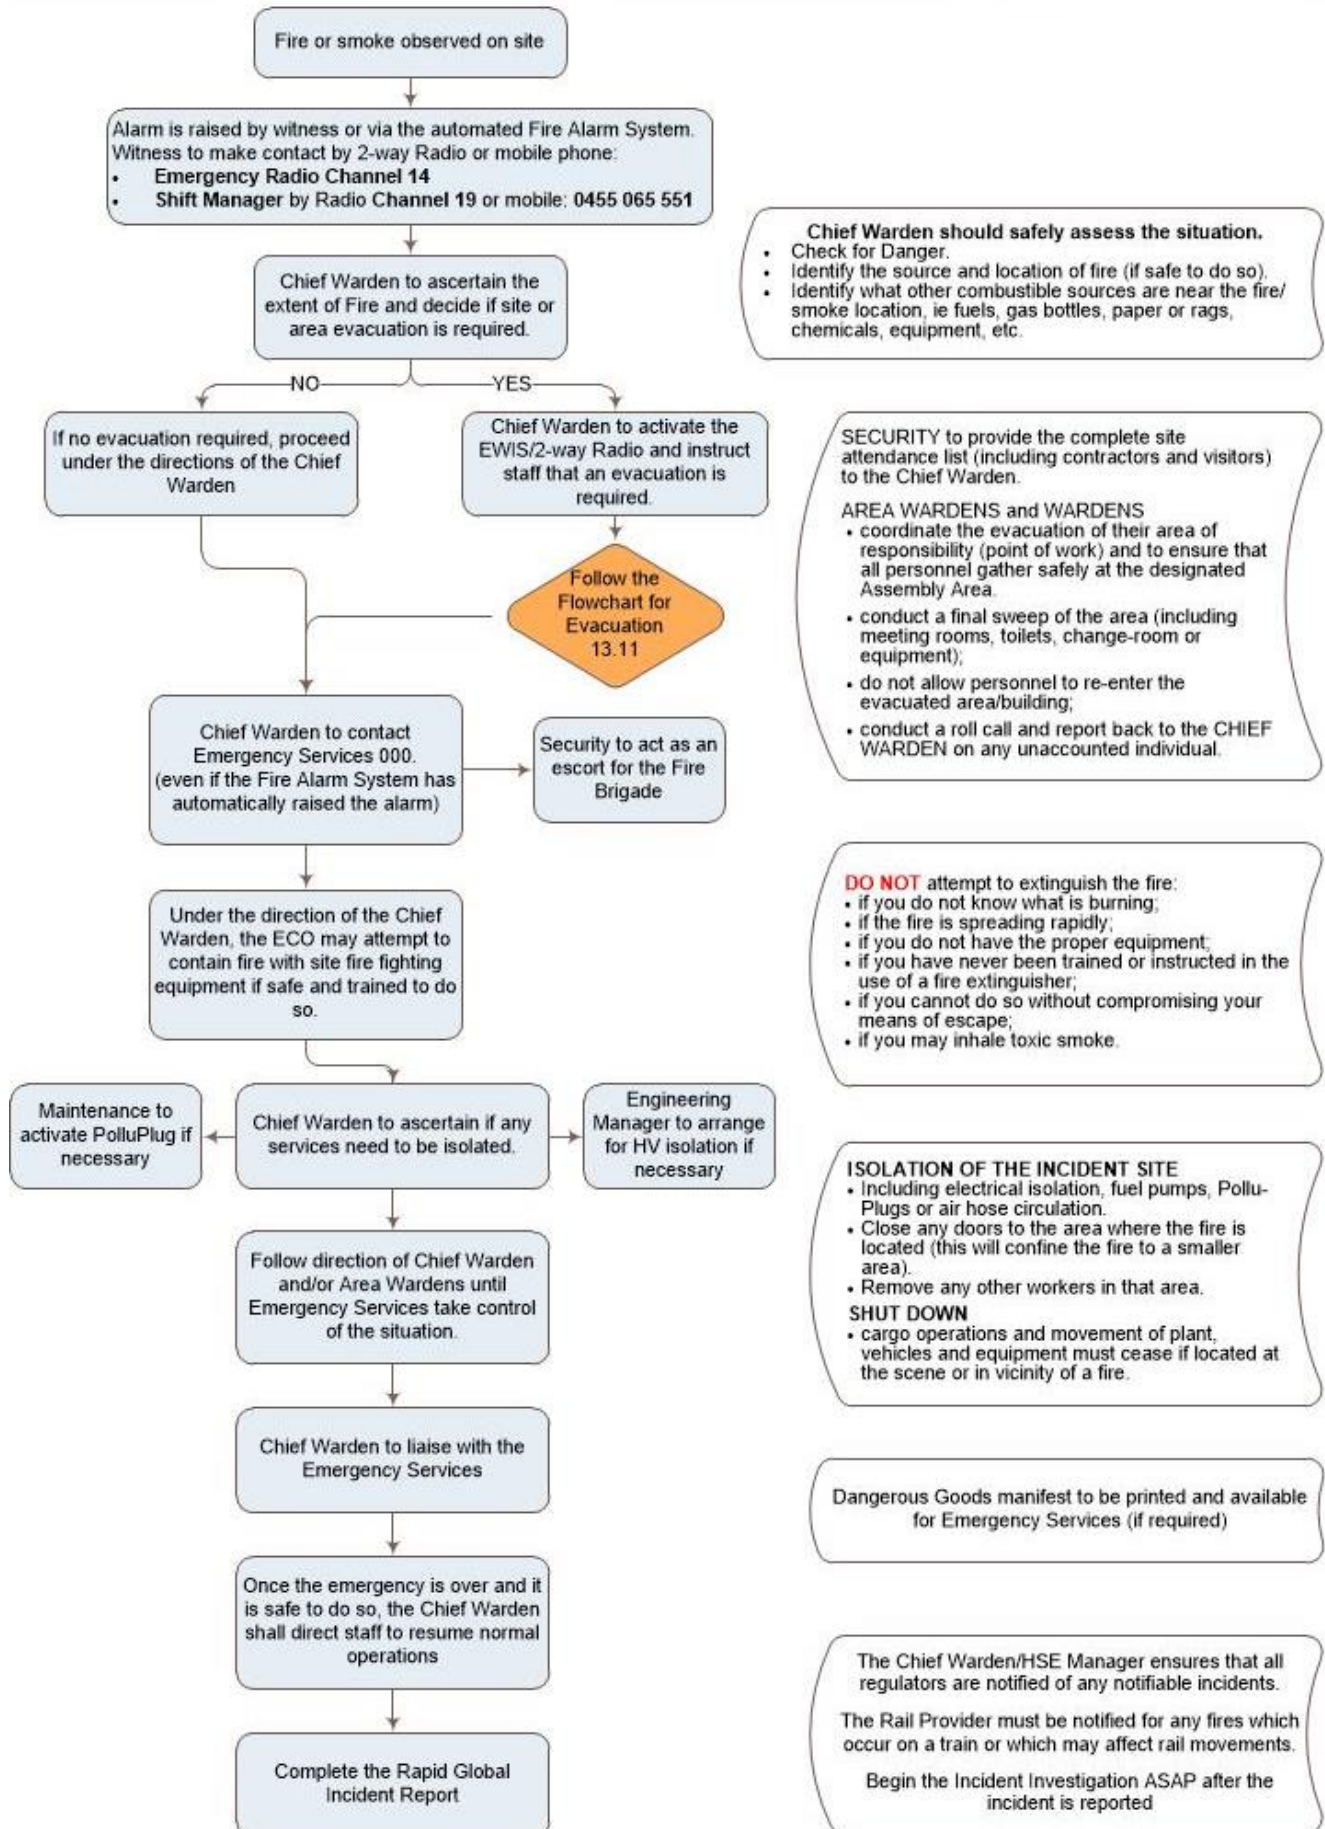 Fire or smoke observed on site
Alarm is raised by witness or via the automated Fire Alarm System.
Witness to make contact by 2-way Radio or mobile phone:
• Emergency Radio Channel 14
• Shift Manager by Radio Channel 19 or mobile: 0455 065 551
Chief Warden should safely assess the situation.
• Check for Danger.
• Identify the source and location of fire (if safe to do so).
• Identify what other combustible sources are near the fire/
smoke location, ie fuels, gas bottles, paper or rags,
chemicals, equipment, etc.
Chief Warden to ascertain the
extent of Fire and decide if site or
area evacuation is required.
NO
YES
If no evacuation required, proceed
under the directions of the Chief
Warden
Chief Warden to activate the
EWIS/2-way Radio and instruct
staff that an evacuation is
required.
Follow the
Flowchart for
Evacuation
13.11
SECURITY to provide the complete site
attendance list (including contractors and visitors)
to the Chief Warden.
AREA WARDENS and WARDENS
• coordinate the evacuation of their area of
responsibility (point of work) and to ensure that
all personnel gather safely at the designated
Assembly Area.
• conduct a final sweep of the area (including
meeting rooms, toilets, change-room or
equipment);
• do not allow personnel to re-enter the
evacuated area/building;
• conduct a roll call and report back to the CHIEF
WARDEN on any unaccounted individual.
Chief Warden to contact
Emergency Services 000.
(even if the Fire Alarm System has
automatically raised the alarm)
Security to act as an
escort for the Fire
Brigade
Under the direction of the Chief
Warden, the ECO may attempt to
contain fire with site fire fighting
equipment if safe and trained to do
so.
DO NOT attempt to extinguish the fire:
• if you do not know what is burning;
• if the fire is spreading rapidly;
• if you do not have the proper equipment;
• if you have never been trained or instructed in the
use of a fire extinguisher;
• if you cannot do so without compromising your
means of escape;
• if you may inhale toxic smoke.
Maintenance to
activate PolluPlug if
necessary
Chief Warden to ascertain if any
services need to be isolated.
Engineering
Manager to arrange
for HV isolation if
necessary
ISOLATION OF THE INCIDENT SITE
• Including electrical isolation, fuel pumps, Pollu-
Plugs or air hose circulation.
• Close any doors to the area where the fire is
located (this will confine the fire to a smaller
area).
• Remove any other workers in that area.
SHUT DOWN
• cargo operations and movement of plant,
vehicles and equipment must cease if located at
the scene or in vicinity of a fire.
Follow direction of Chief Warden
and/or Area Wardens until
Emergency Services take control
of the situation.
Chief Warden to liaise with the
Emergency Services
Dangerous Goods manifest to be printed and available
for Emergency Services (if required)
Once the emergency is over and it
is safe to do so, the Chief Warden
shall direct staff to resume normal
operations
Complete the Rapid Global
Incident Report
The Chief Warden/HSE Manager ensures that all
regulators are notified of any notifiable incidents.
The Rail Provider must be notified for any fires which
occur on a train or which may affect rail movements.
Begin the Incident Investigation ASAP after the
incident is reported